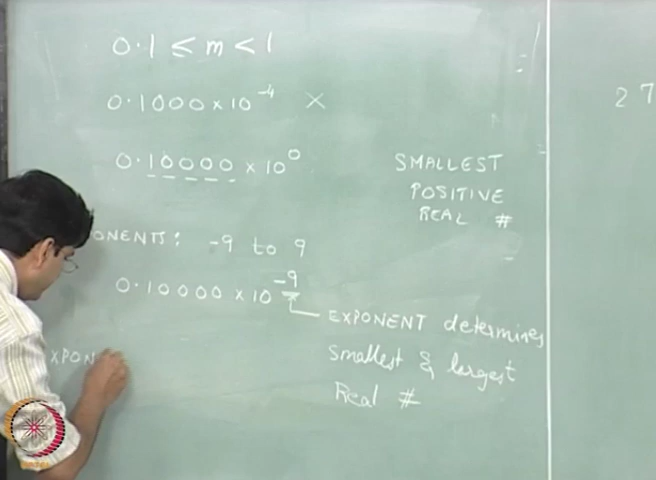 0.1 ≤ m < 1
0.1000 × 10^-4 ×
0.10000 × 10^0
SMALLEST
POSITIVE
REAL #
ONENTS: -9 to 9
0.10000 × 10^-9
EXPONENT determines
smallest & largest
Real #
XPON
2 7